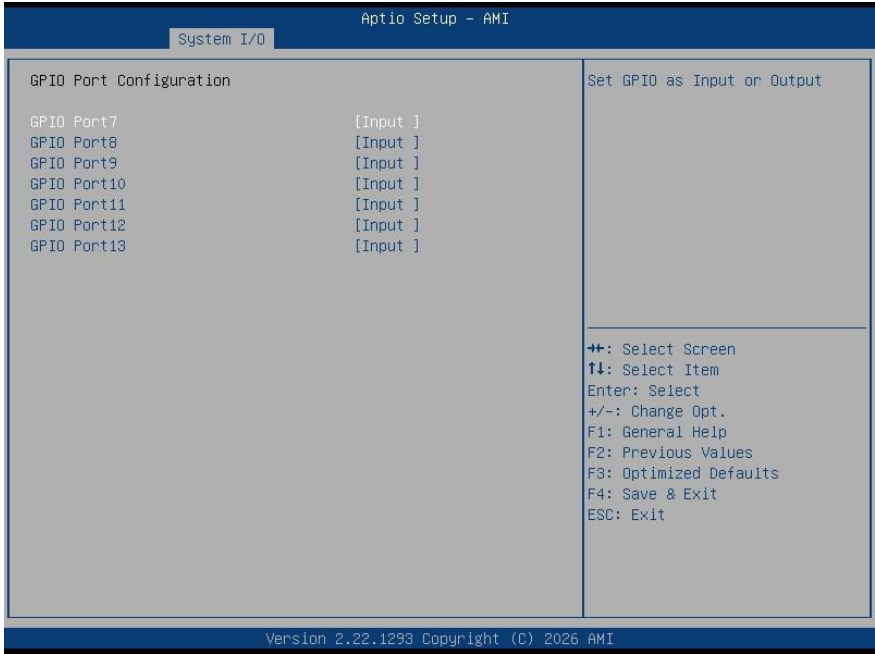 Aptio Setup – AMI
System I/O
GPIO Port Configuration
GPIO Port7 [Input ]
GPIO Port8 [Input ]
GPIO Port9 [Input ]
GPIO Port10 [Input ]
GPIO Port11 [Input ]
GPIO Port12 [Input ]
GPIO Port13 [Input ]
Set GPIO as Input or Output
→←: Select Screen
↑↓: Select Item
Enter: Select
+/-: Change Opt.
F1: General Help
F2: Previous Values
F3: Optimized Defaults
F4: Save & Exit
ESC: Exit
Version 2.22.1293 Copyright (C) 2026 AMI